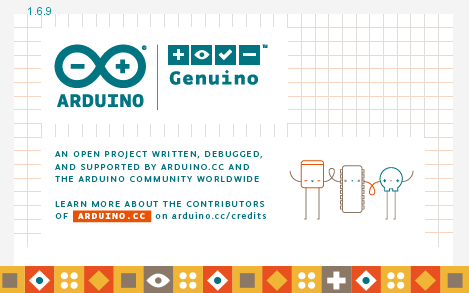 1.6.9
ARDUINO
™
Genuino
AN OPEN PROJECT WRITTEN, DEBUGGED,
AND SUPPORTED BY ARDUINO.CC AND
THE ARDUINO COMMUNITY WORLDWIDE
LEARN MORE ABOUT THE CONTRIBUTORS
OF ARDUINO.CC on arduino.cc/credits